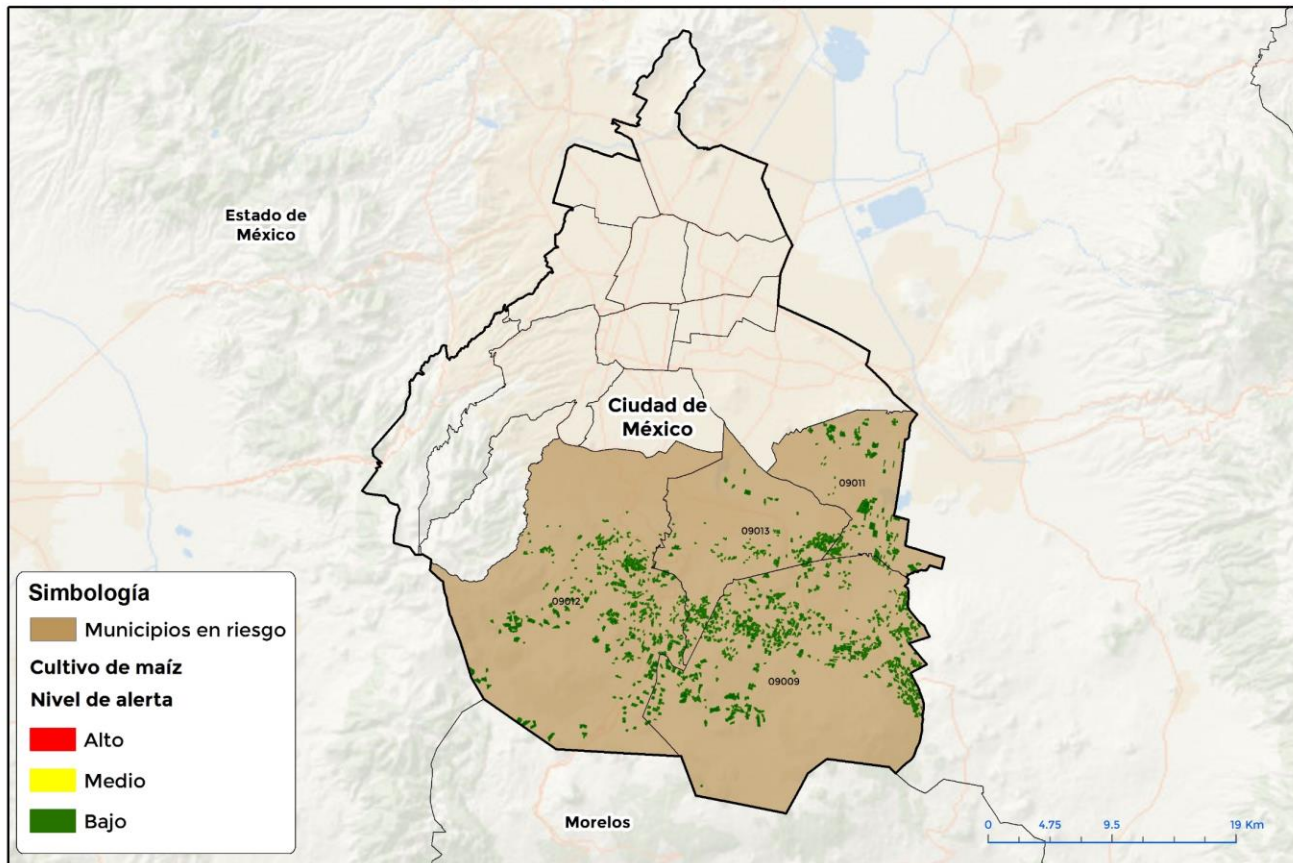 Estado de
México
Ciudad de
México
09011
09013
09012
09009
Morelos
Simbología
Municipios en riesgo
Cultivo de maíz
Nivel de alerta
Alto
Medio
Bajo
0 4.75 9.5 19 Km